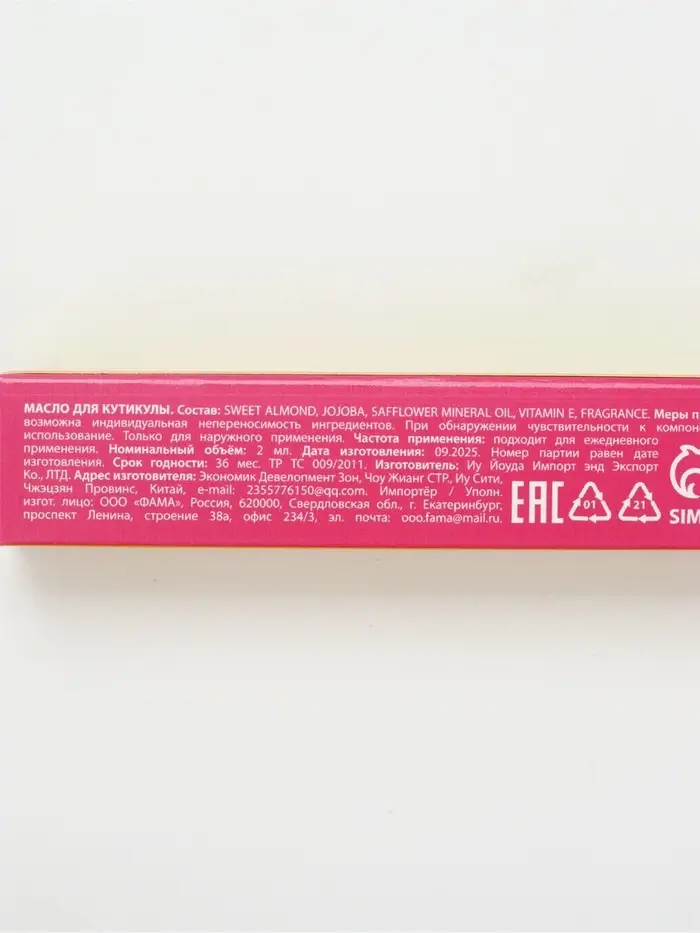 МАСЛО ДЛЯ КУТИКУЛЫ. Состав: SWEET ALMOND, JOJOBA, SAFFLOWER MINERAL OIL, VITAMIN E, FRAGRANCE. Меры п
возможна индивидуальная непереносимость ингредиентов. При обнаружении чувствительности к компон
использование. Только для наружного применения. Частота применения: подходит для ежедневного
применения. Номинальный объём: 2 мл. Дата изготовления: 09.2025. Номер партии равен дате
изготовления. Срок годности: 36 мес. ТР ТС 009/2011. Изготовитель: Иу Йоуда Импорт энд Экспорт
Ко., ЛТД. Адрес изготовителя: Экономик Девелопмент Зон, Чоу Жианг СТР., Иу Сити,
Чжэцзян Провинс, Китай, e-mail: 2355776150@qq.com. Импортёр / Уполн.
изгот. лицо: ООО «ФАМА», Россия, 620000, Свердловская обл., г. Екатеринбург,
проспект Ленина, строение 38а, офис 234/3, эл. почта: ooo.fama@mail.ru.
EAC 01 21 SIM